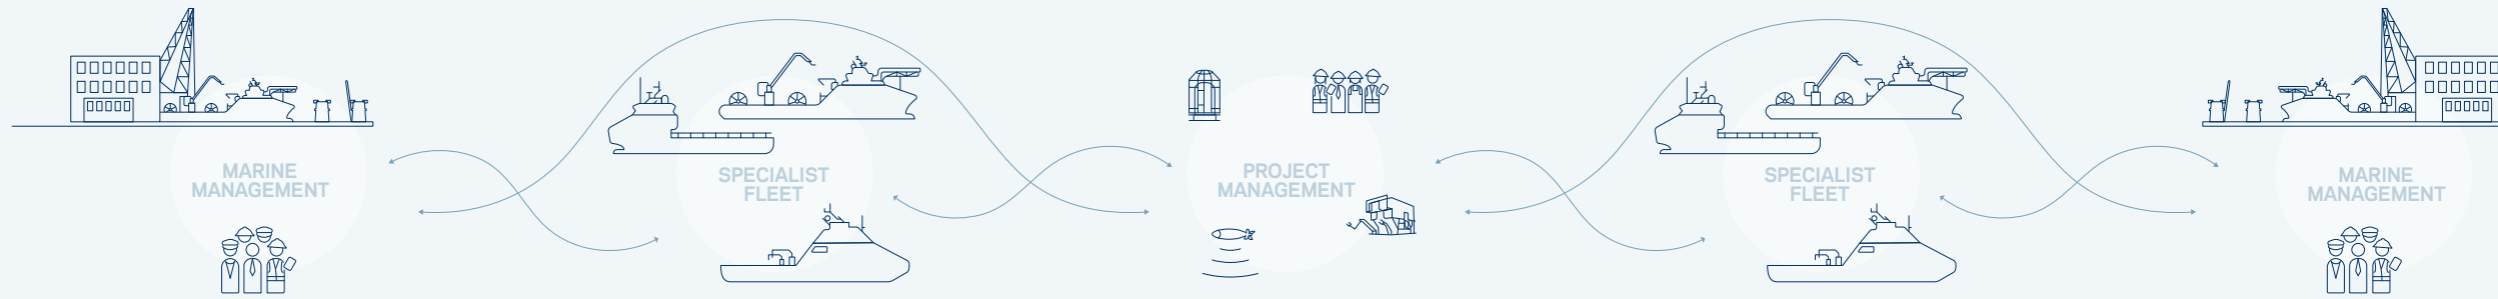 MARINE
MANAGEMENT
SPECIALIST
FLEET
PROJECT
MANAGEMENT
SPECIALIST
FLEET
MARINE
MANAGEMENT